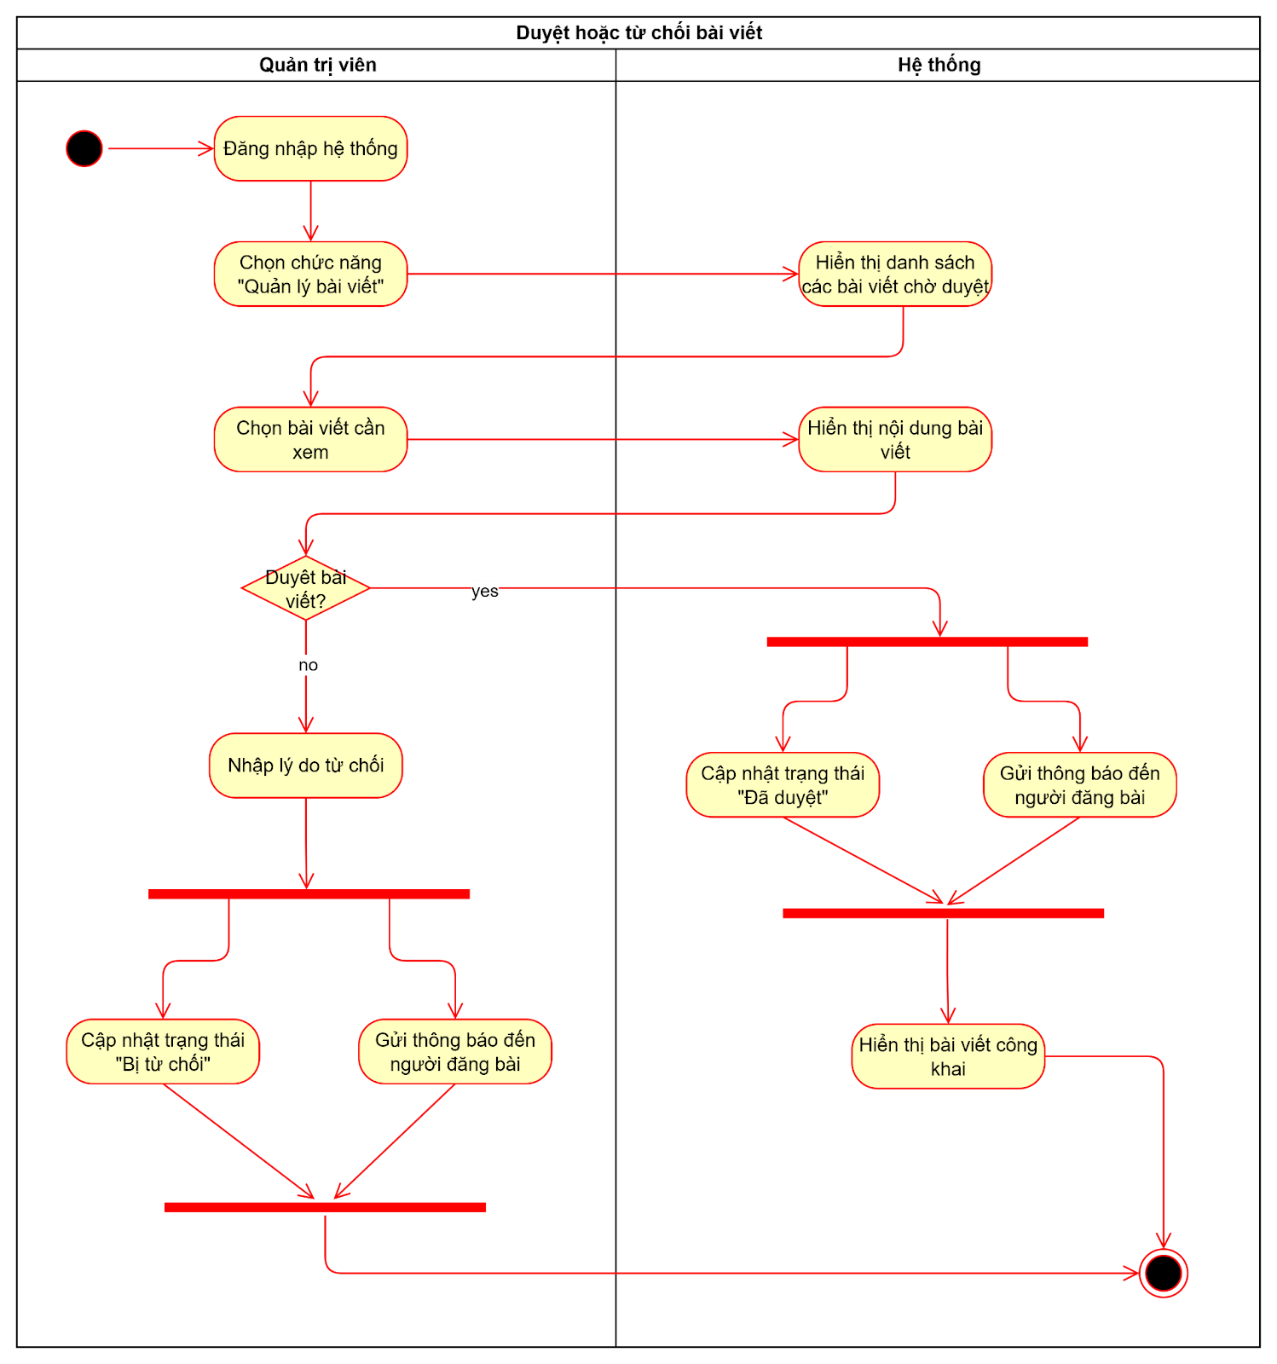 Duyệt hoặc từ chối bài viết
Quản trị viên
Hệ thống
Đăng nhập hệ thống
Chọn chức năng
"Quản lý bài viết"
Hiển thị danh sách
các bài viết chờ duyệt
Chọn bài viết cần
xem
Hiển thị nội dung bài
viết
Duyêt bài
viết?
yes
no
Nhập lý do từ chối
Cập nhật trạng thái
"Đã duyệt"
Gửi thông báo đến
người đăng bài
Cập nhật trạng thái
"Bị từ chối"
Gửi thông báo đến
người đăng bài
Hiển thị bài viết công
khai